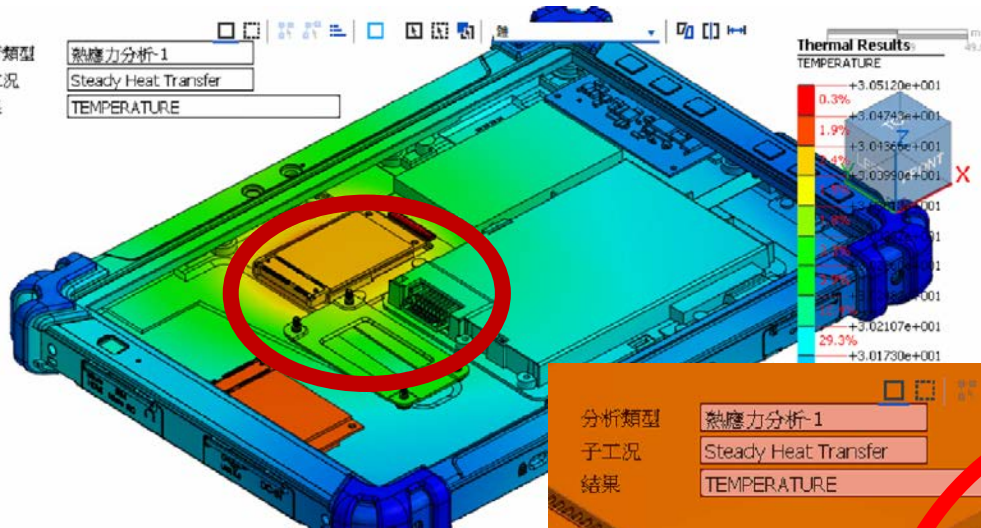 類型
熱應力分析-1
Steady Heat Transfer
TEMPERATURE
Thermal Results
TEMPERATURE
+3.05120e+001
0.3%
+3.04743e+001
1.9%
+3.04366e+001
+3.03990e+001
X
Z
+3.02107e+001
29.3%
+3.01730e+001
分析類型 熱應力分析-1
子工況 Steady Heat Transfer
結果 TEMPERATURE